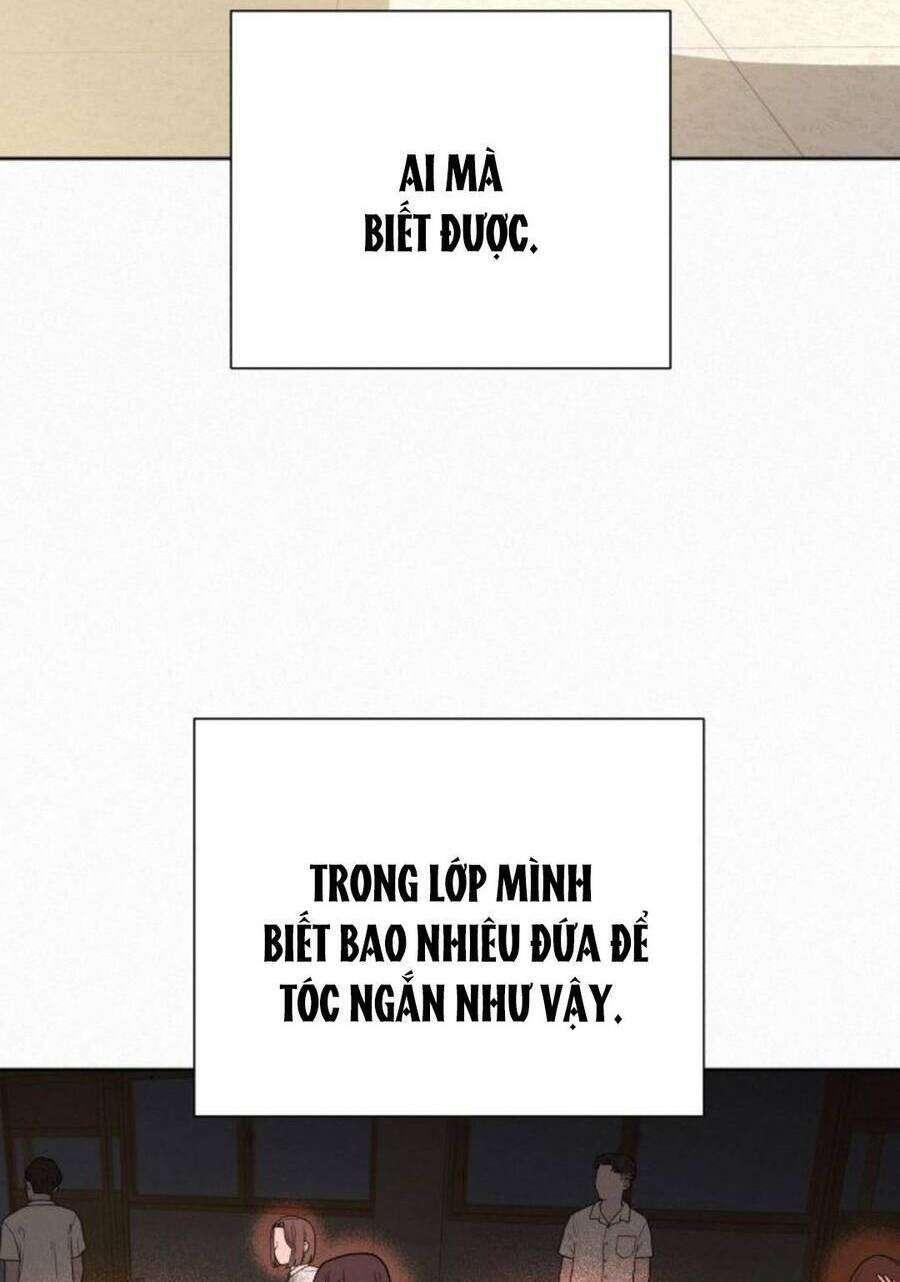 AI MÀ
BIẾT ĐƯỢC.
TRONG LỚP MÌNH
BIẾT BAO NHIÊU ĐỨA ĐỂ
TÓC NGẮN NHƯ VẬY.